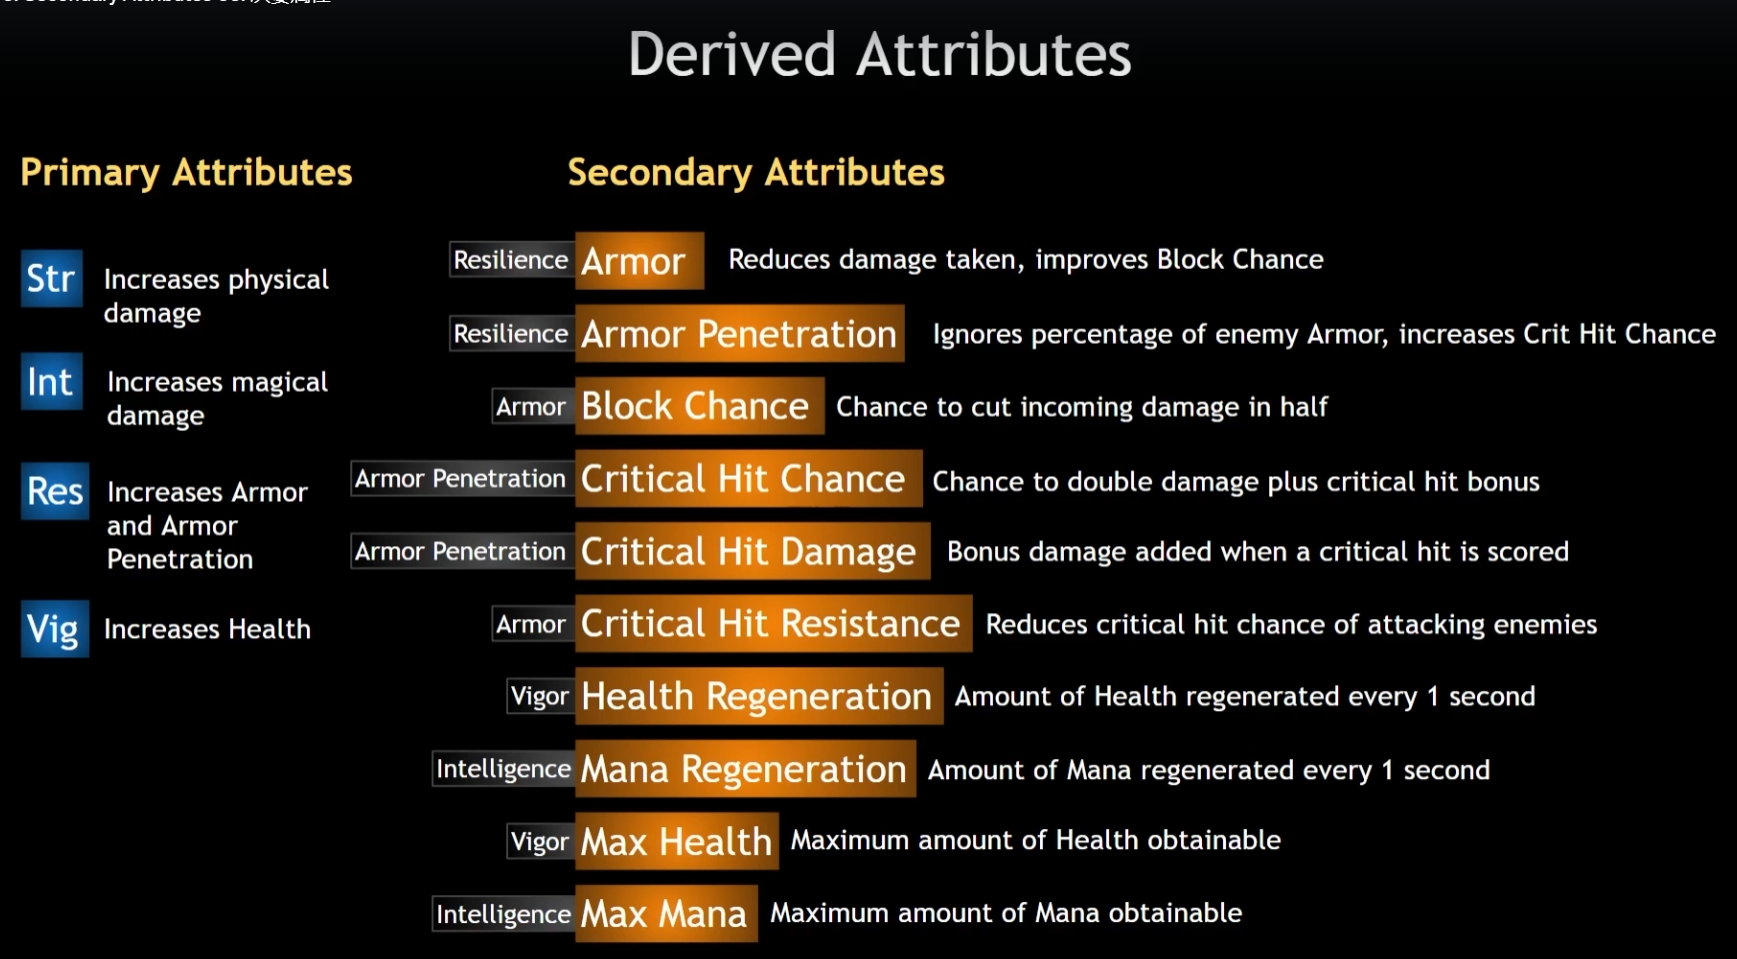 Derived Attributes
Primary Attributes
Str
Increases physical
damage
Int
Increases magical
damage
Res
Increases Armor
and Armor
Penetration
Vig
Increases Health
Secondary Attributes
Resilience Armor Reduces damage taken, improves Block Chance
Resilience Armor Penetration Ignores percentage of enemy Armor, increases Crit Hit Chance
Armor Block Chance Chance to cut incoming damage in half
Armor Penetration Critical Hit Chance Chance to double damage plus critical hit bonus
Armor Penetration Critical Hit Damage Bonus damage added when a critical hit is scored
Armor Critical Hit Resistance Reduces critical hit chance of attacking enemies
Vigor Health Regeneration Amount of Health regenerated every 1 second
Intelligence Mana Regeneration Amount of Mana regenerated every 1 second
Vigor Max Health Maximum amount of Health obtainable
Intelligence Max Mana Maximum amount of Mana obtainable